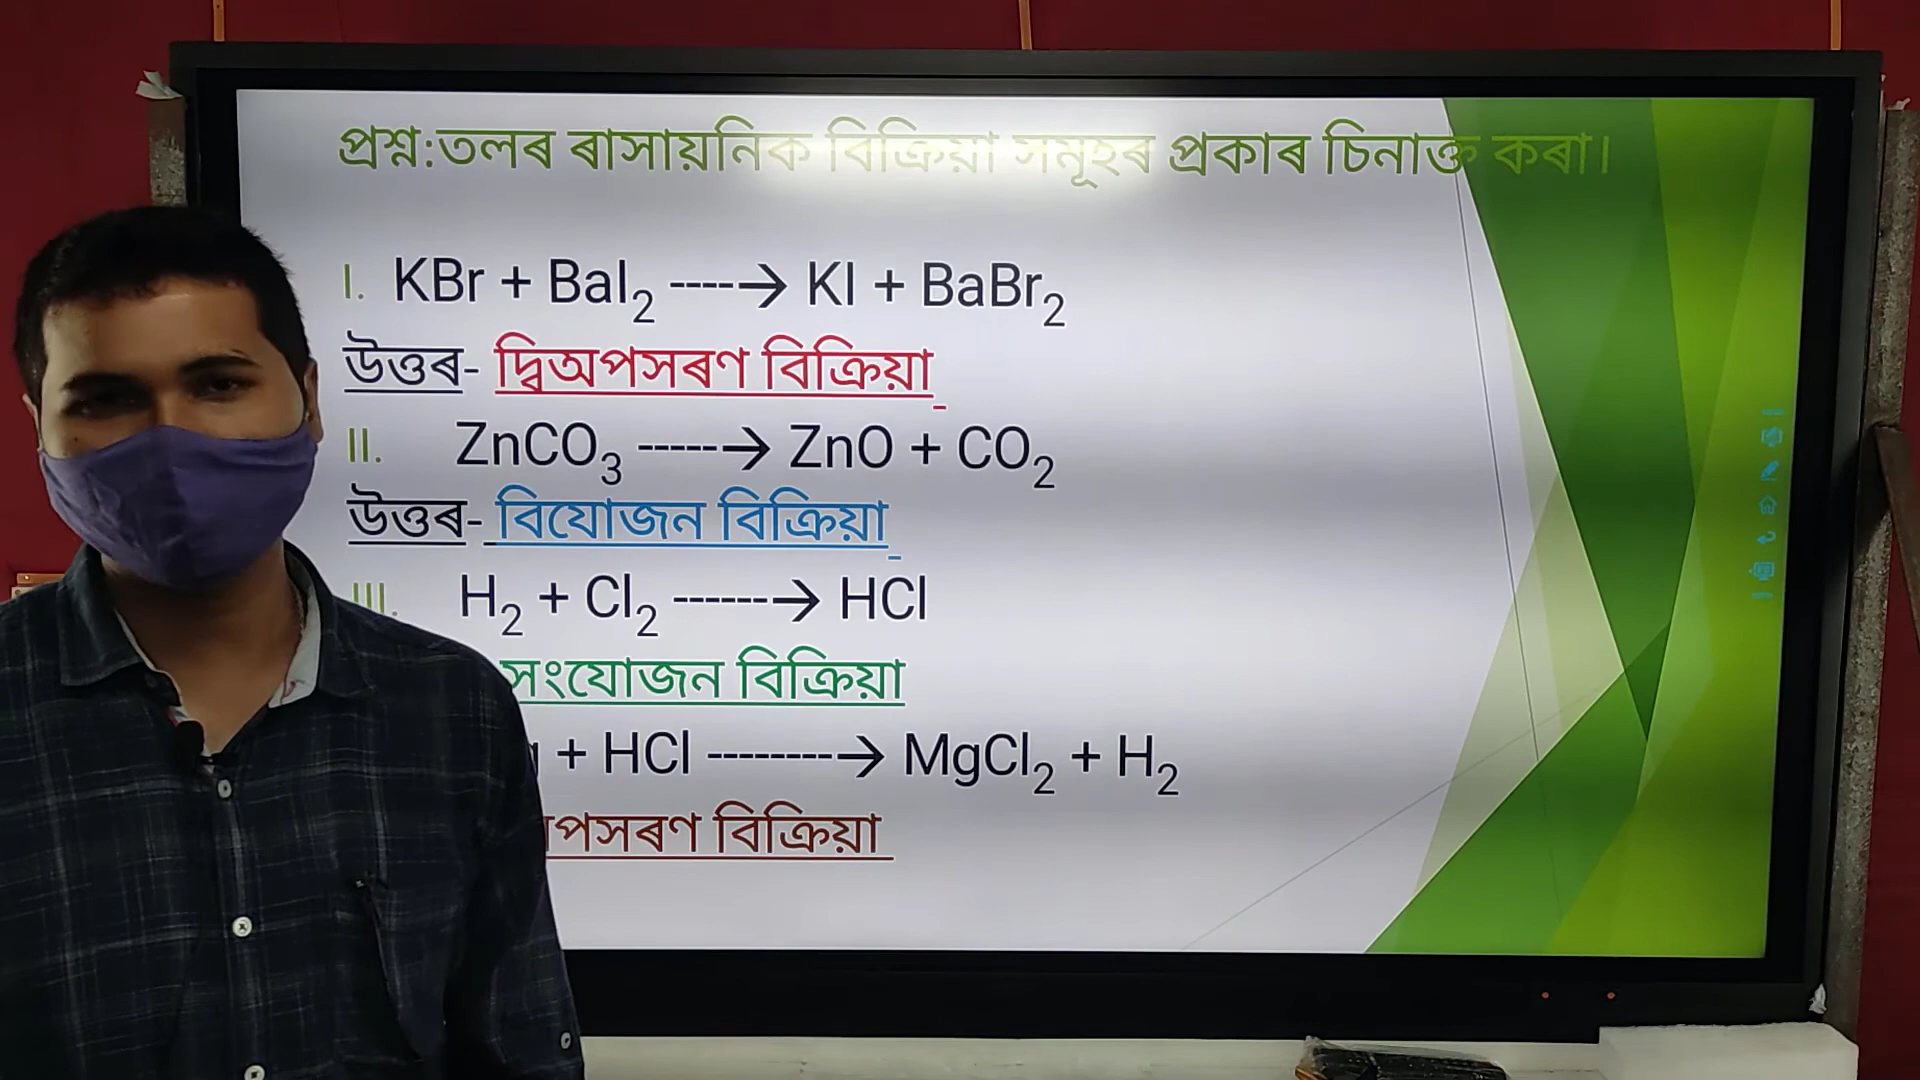 প্ৰশ্ন:তলৰ ৰাসায়নিক বিক্ৰিয়া সমূহৰ প্ৰকাৰ চিনাক্ত কৰা।
I. KBr + BaI₂ ----→ KI + BaBr₂
উত্তৰ- দ্বিঅপসৰণ বিক্ৰিয়া
II. ZnCO₃ -----→ ZnO + CO₂
উত্তৰ- বিযোজন বিক্ৰিয়া
III. H₂ + Cl₂ ------→ HCl
সংযোজন বিক্ৰিয়া
+ HCl --------→ MgCl₂ + H₂
পসৰণ বিক্ৰিয়া